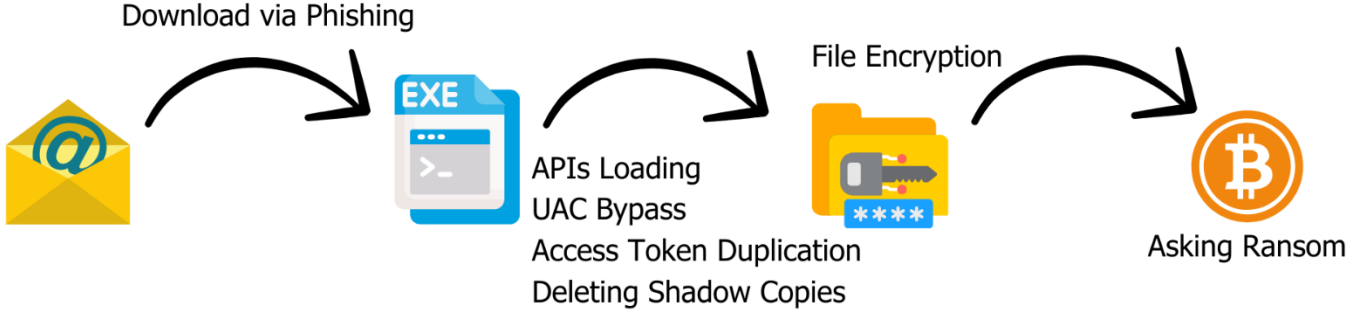 Download via Phishing
EXE
>_
APIs Loading
UAC Bypass
Access Token Duplication
Deleting Shadow Copies
File Encryption
****
Asking Ransom